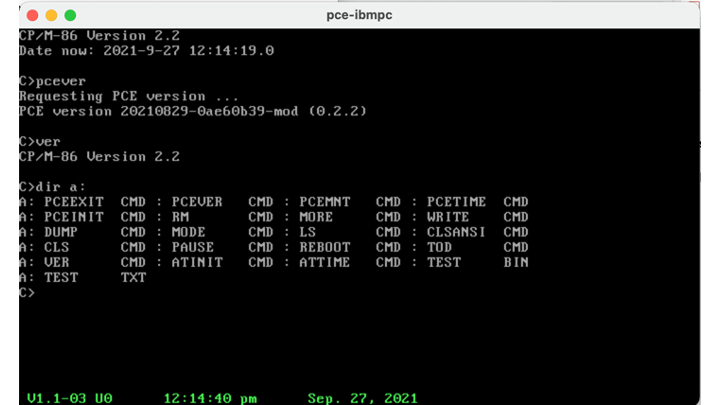 pce-ibmpc
CP/M-86 Version 2.2
Date now: 2021-9-27 12:14:19.0
C>pcever
Requesting PCE version ...
PCE version 20210829-0ae60b39-mod (0.2.2)
C>ver
CP/M-86 Version 2.2
C>dir a:
A: PCEEXIT CMD : PCEVER CMD : PCEMNT CMD : PCETIME CMD
A: PCEINIT CMD : RM CMD : MORE CMD : WRITE CMD
A: DUMP CMD : MODE CMD : LS CMD : CLSANSI CMD
A: CLS CMD : PAUSE CMD : REBOOT CMD : TOD CMD
A: VER CMD : ATINIT CMD : ATTIME CMD : TEST BIN
A: TEST TXT
C>
V1.1-03 U0 12:14:40 pm Sep. 27, 2021